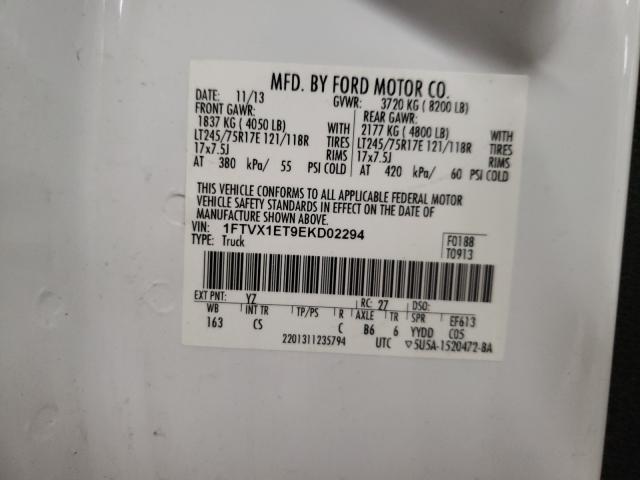 MFD. BY FORD MOTOR CO.
DATE: 11/13 GVWR: 3720 KG ( 8200 LB)
FRONT GAWR: REAR GAWR:
1837 KG ( 4050 LB) WITH 2177 KG ( 4800 LB) WITH
LT245/75R17E 121/118R TIRES LT245/75R17E 121/118R TIRES
17x7.5J RIMS 17x7.5J RIMS
AT 380 kPa/ 55 PSI COLD AT 420 kPa/ 60 PSI COLD
THIS VEHICLE CONFORMS TO ALL APPLICABLE FEDERAL MOTOR
VEHICLE SAFETY STANDARDS IN EFFECT ON THE DATE OF
MANUFACTURE SHOWN ABOVE.
VIN: 1FTVX1ET9EKD02294 F0188
TYPE: Truck T0913
EXT PNT: YZ RC: 27 DSO:
WB INT TR TP/PS R AXLE TR SPR EF613
163 CS C B6 6 YYDD C05
2201311235794 UTC ▽5U5A-1520472-BA